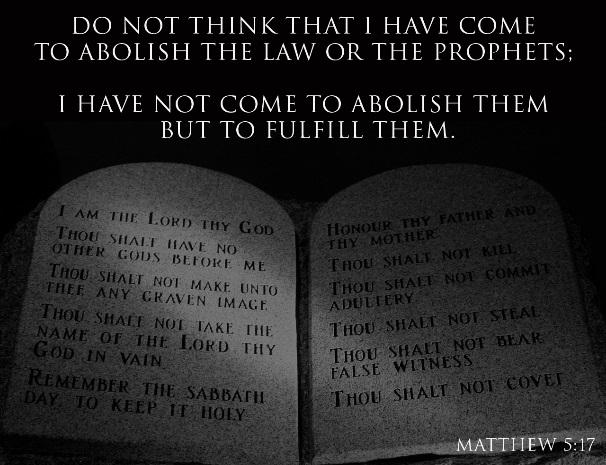 DO NOT THINK THAT I HAVE COME
TO ABOLISH THE LAW OR THE PROPHETS;
I HAVE NOT COME TO ABOLISH THEM
BUT TO FULFILL THEM.
I AM THE LORD THY GOD
THOU SHALT HAVE NO
OTHER GODS BEFORE ME
THOU SHALT NOT MAKE UNTO
THEE ANY GRAVEN IMAGE
THOU SHALT NOT TAKE THE
NAME OF THE LORD THY
GOD IN VAIN
REMEMBER THE SABBATH
DAY, TO KEEP IT HOLY
HONOUR THY FATHER AND
THY MOTHER
THOU SHALT NOT KILL
THOU SHALT NOT COMMIT
ADULTERY
THOU SHALT NOT STEAL
THOU SHALT NOT BEAR
FALSE WITNESS
THOU SHALT NOT COVET
MATTHEW 5:17